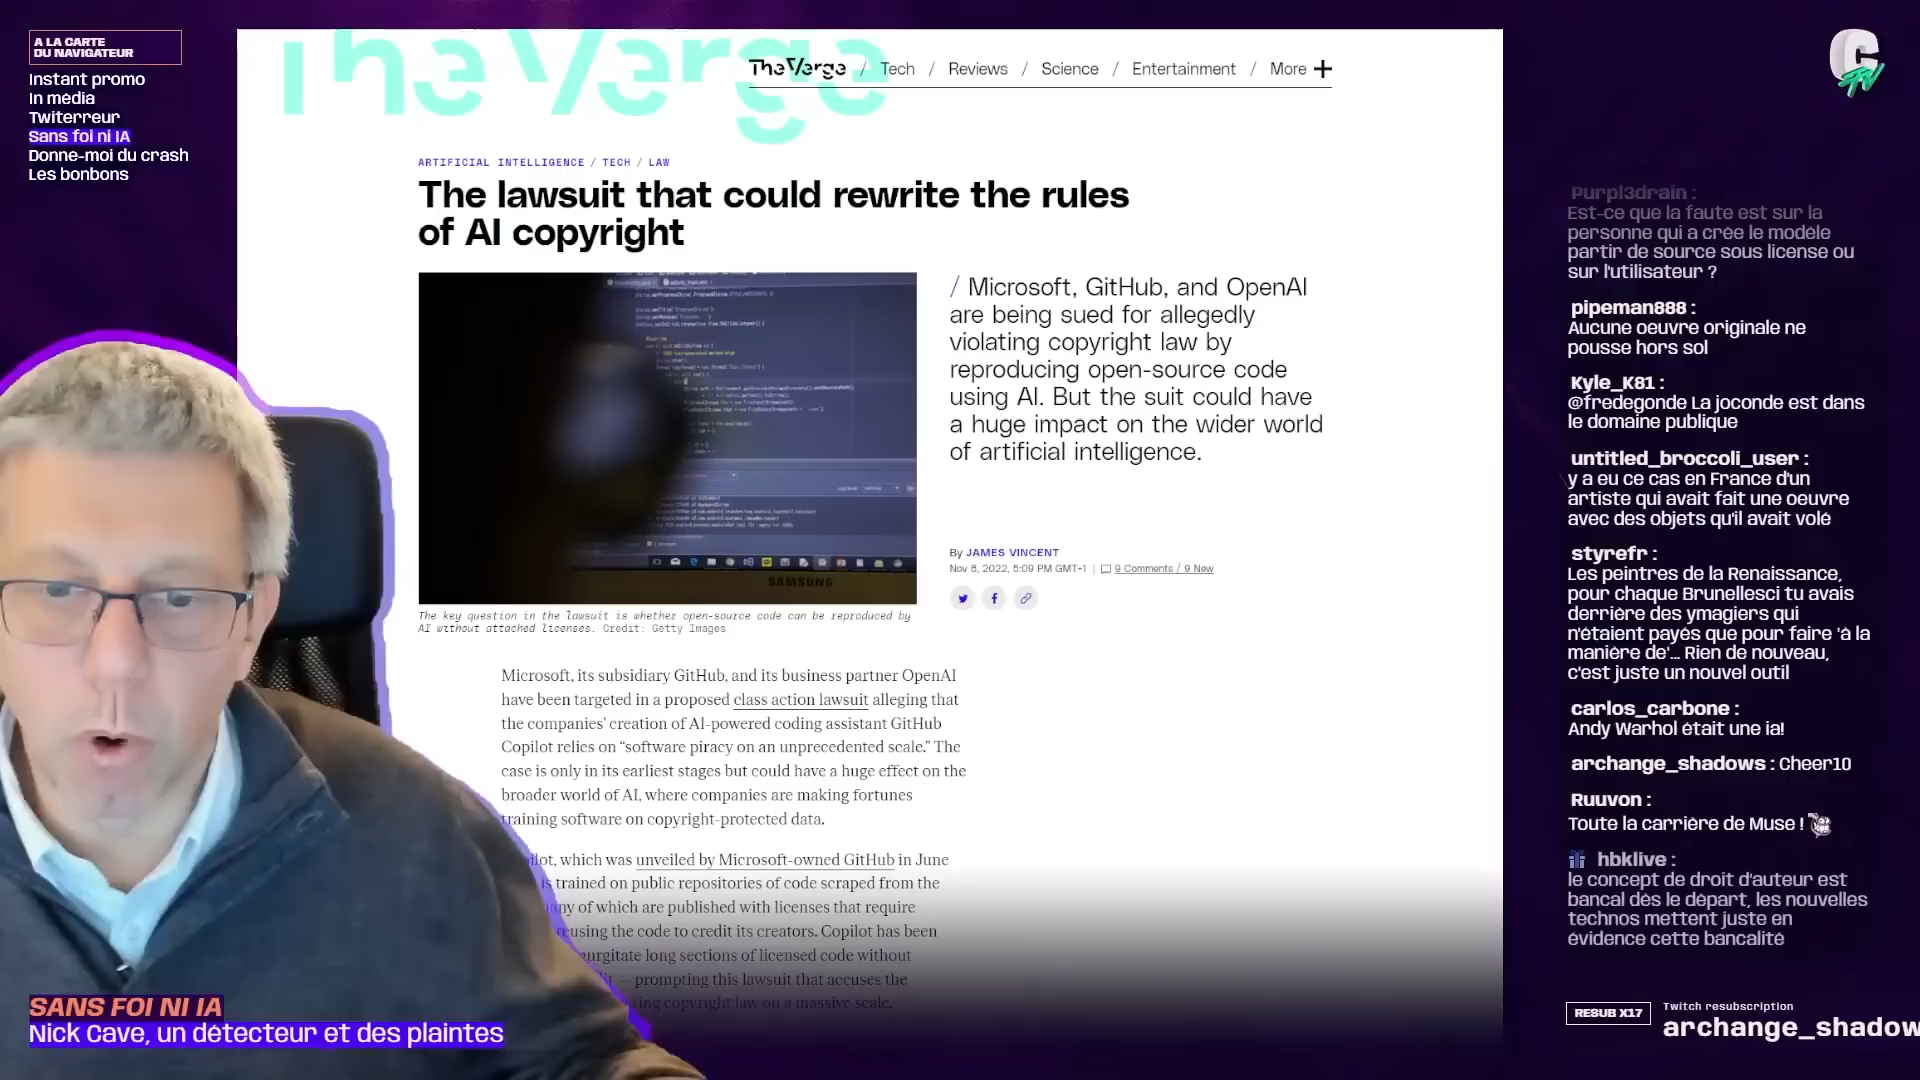 A LA CARTE
DU NAVIGATEUR
Instant promo
In média
Twiterreur
Sans foi ni IA
Donne-moi du crash
Les bonbons
The Verge
TheVerge / Tech / Reviews / Science / Entertainment / More +
ARTIFICIAL INTELLIGENCE / TECH / LAW
The lawsuit that could rewrite the rules
of AI copyright
/ Microsoft, GitHub, and OpenAI
are being sued for allegedly
violating copyright law by
reproducing open-source code
using AI. But the suit could have
a huge impact on the wider world
of artificial intelligence.
By JAMES VINCENT
Nov 8, 2022, 5:09 PM GMT+1 | 9 Comments / 9 New
SAMSUNG
The key question in the lawsuit is whether open-source code can be reproduced by
AI without attached licenses. Credit: Getty Images
Microsoft, its subsidiary GitHub, and its business partner OpenAI
have been targeted in a proposed class action lawsuit alleging that
the companies’ creation of AI-powered coding assistant GitHub
Copilot relies on “software piracy on an unprecedented scale.” The
case is only in its earliest stages but could have a huge effect on the
broader world of AI, where companies are making fortunes
training software on copyright-protected data.
which was unveiled by Microsoft-owned GitHub in June
is trained on public repositories of code scraped from the
of which are published with licenses that require
reusing the code to credit its creators. Copilot has been
long sections of licensed code without
— prompting this lawsuit that accuses the
copyright law on a massive scale.
Purpl3drain :
Est-ce que la faute est sur la
personne qui a crée le modéle
partir de source sous license ou
sur l'utilisateur ?
pipeman888 :
Aucune oeuvre originale ne
pousse hors sol
Kyle_K81 :
@fredegonde La joconde est dans
le domaine publique
untitled_broccoli_user :
y a eu ce cas en France d'un
artiste qui avait fait une oeuvre
avec des objets qu'il avait volé
styrefr :
Les peintres de la Renaissance,
pour chaque Brunellesci tu avais
derrière des ymagiers qui
n'étaient payés que pour faire 'à la
manière de'... Rien de nouveau,
c'est juste un nouvel outil
carlos_carbone :
Andy Warhol était une ia!
archange_shadows : Cheer10
Ruuvon :
Toute la carrière de Muse !
hbklive :
le concept de droit d'auteur est
bancal dès le départ, les nouvelles
technos mettent juste en
évidence cette bancalité
SANS FOI NI IA
Nick Cave, un détecteur et des plaintes
RESUB X17
Twitch resubscription
archange_shadow